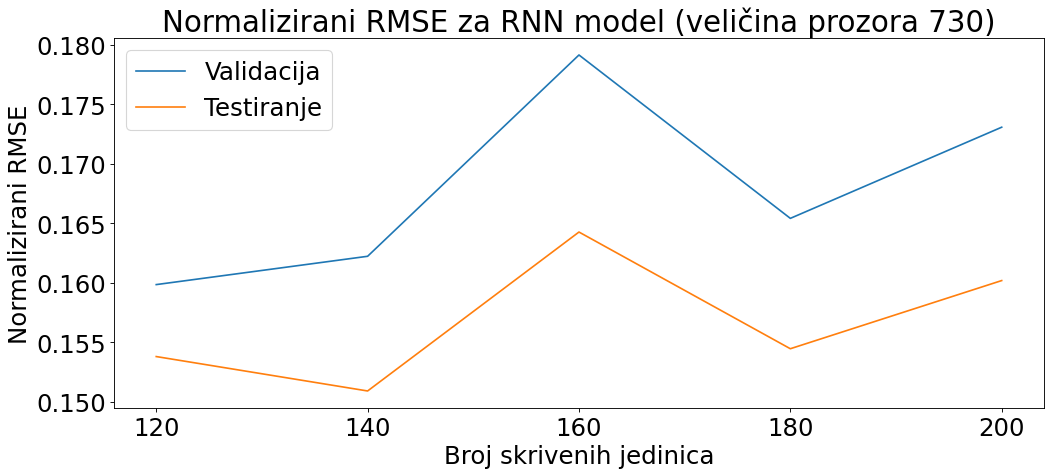 Normalizirani RMSE za RNN model (veličina prozora 730)
Normalizirani RMSE
0.180
0.175
0.170
0.165
0.160
0.155
0.150
Validacija
Testiranje
120 140 160 180 200
Broj skrivenih jedinica